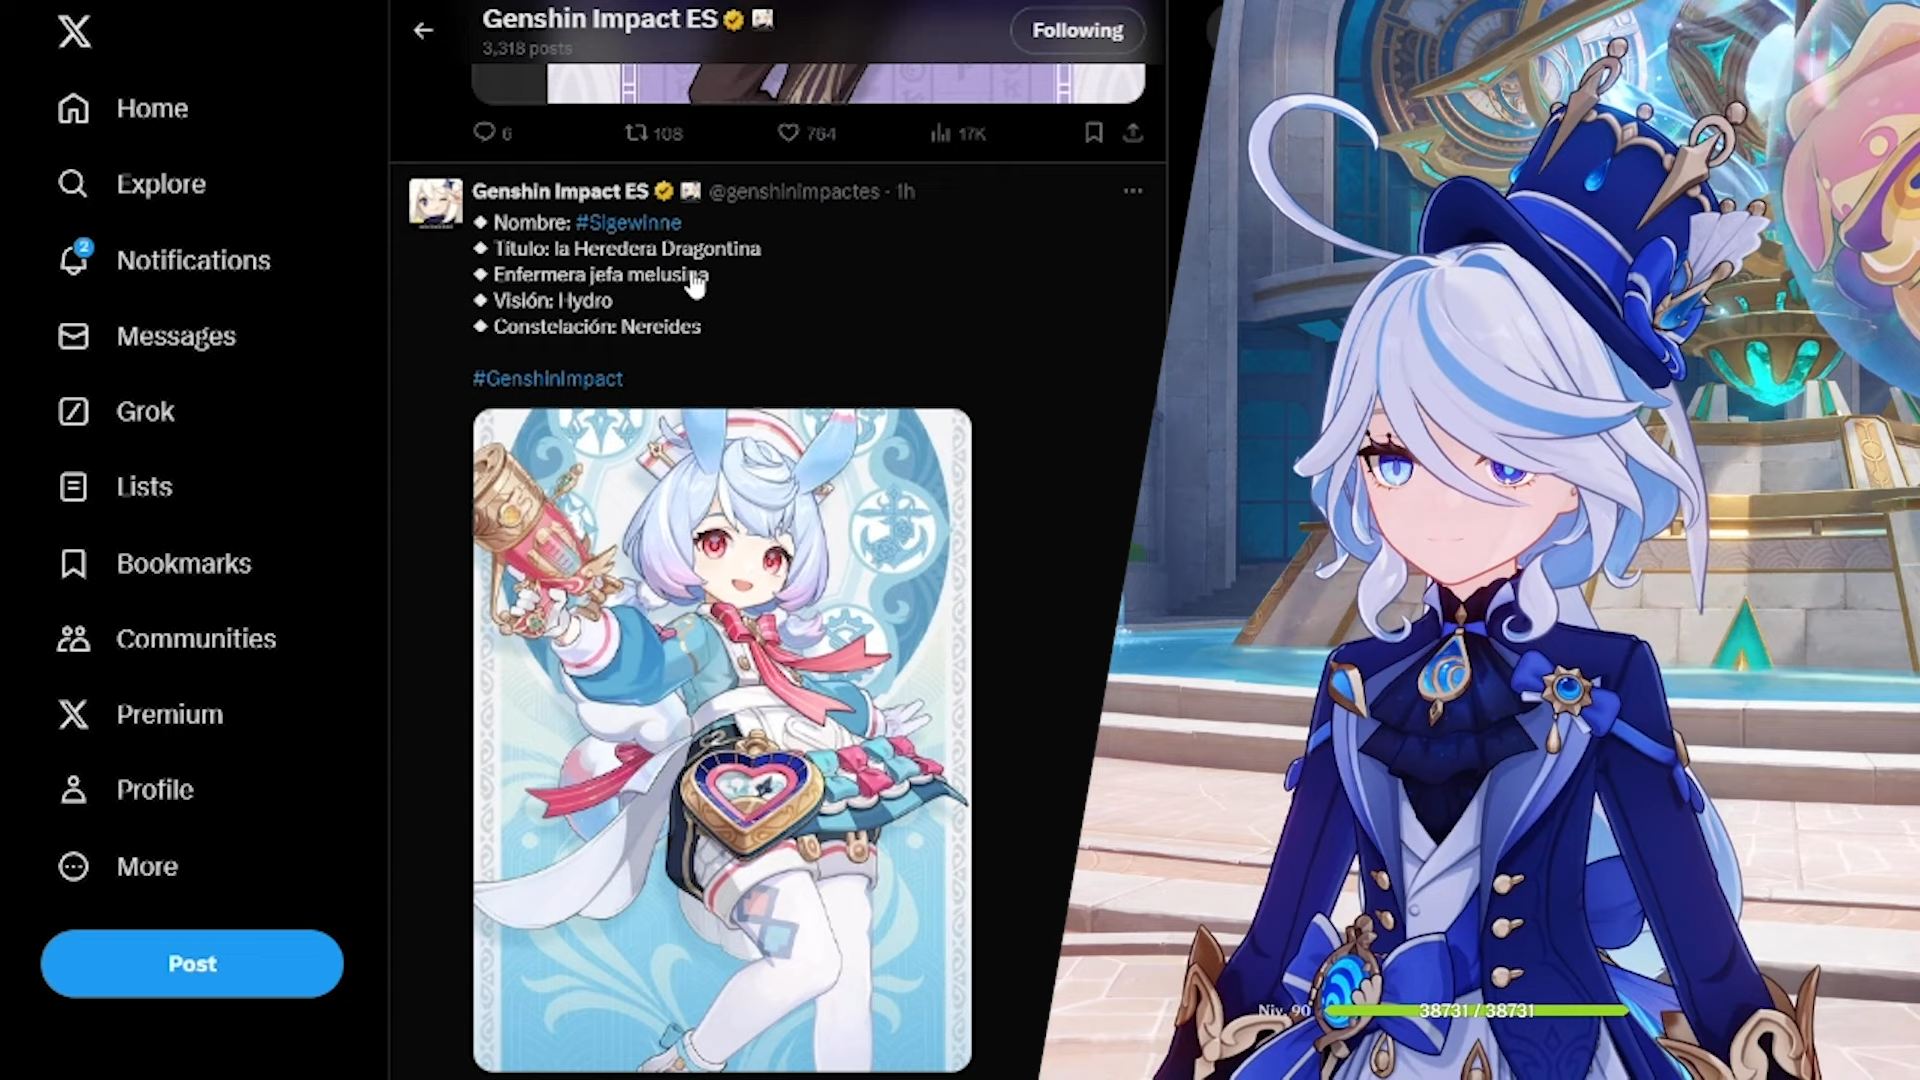 Genshin Impact ES
3,318 posts
Following
Home
Explore
2
Notifications
Messages
Grok
Lists
Bookmarks
Communities
Premium
Profile
More
Post
6
108
764
17K
Genshin Impact ES @genshinimpactes · 1h
◆ Nombre: #Sigewinne
◆ Título: la Heredera Dragontina
◆ Enfermera jefa melusina
◆ Visión: Hydro
◆ Constelación: Nereides
#GenshinImpact
Niv. 90
38731 / 38731